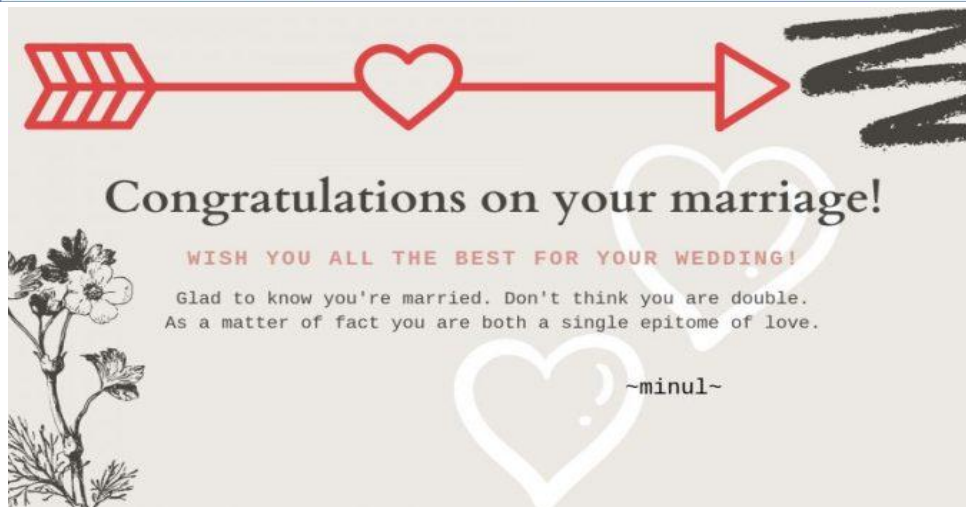 Congratulations on your marriage!
WISH YOU ALL THE BEST FOR YOUR WEDDING!
Glad to know you're married. Don't think you are double.
As a matter of fact you are both a single epitome of love.
~minul~